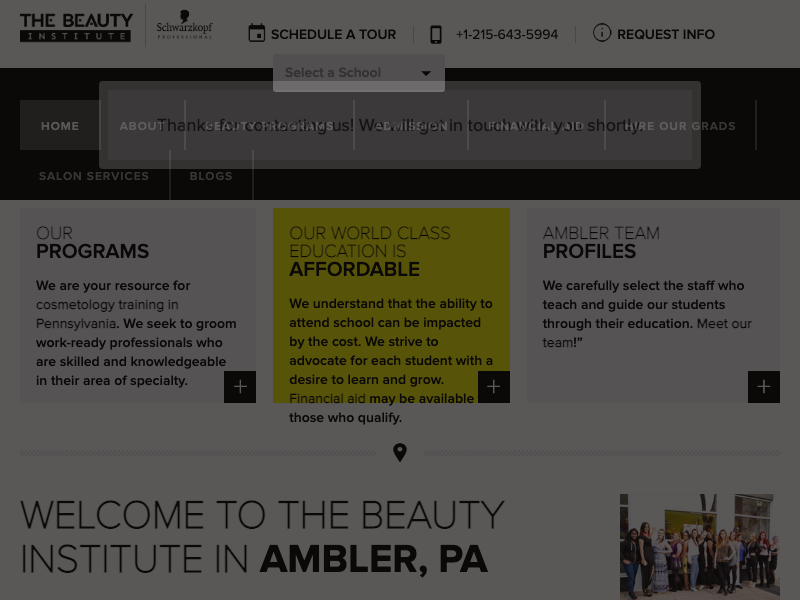 THE BEAUTY
INSTITUTE
Schwarzkopf
PROFESSIONAL
SCHEDULE A TOUR
+1-215-643-5994
REQUEST INFO
Select a School
Thanks for contacting us! We will get in touch with you shortly.
HOME
ABOUT
BEAUTY PROGRAMS
ADMISSION
FINANCIAL AID
HIRE OUR GRADS
SALON SERVICES
BLOGS
OUR
PROGRAMS
We are your resource for
cosmetology training in
Pennsylvania. We seek to groom
work-ready professionals who
are skilled and knowledgeable
in their area of specialty.
OUR WORLD CLASS
EDUCATION IS
AFFORDABLE
We understand that the ability to
attend school can be impacted
by the cost. We strive to
advocate for each student with a
desire to learn and grow.
Financial aid may be available
those who qualify.
AMBLER TEAM
PROFILES
We carefully select the staff who
teach and guide our students
through their education. Meet our
team!”
WELCOME TO THE BEAUTY
INSTITUTE IN AMBLER, PA